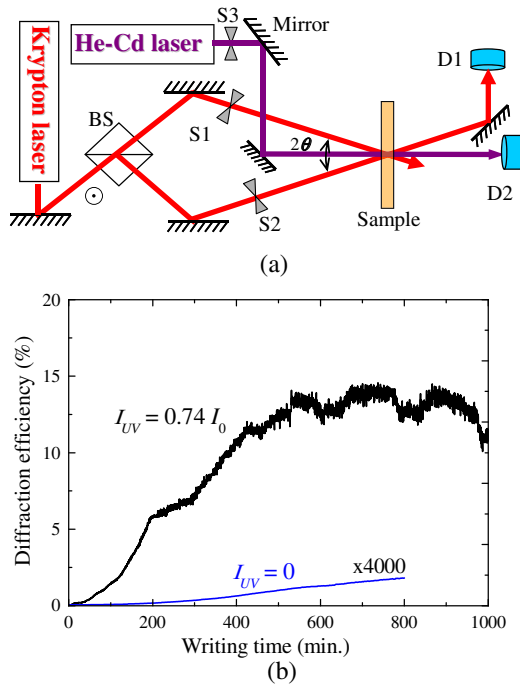 S3
Mirror
He-Cd laser
Krypton laser
D1
BS
S1
2θ
D2
S2
Sample
(a)
20
15
10
5
0
Diffraction efficiency (%)
I_UV = 0.74 I_0
I_UV = 0
x4000
0 200 400 600 800 1000
Writing time (min.)
(b)